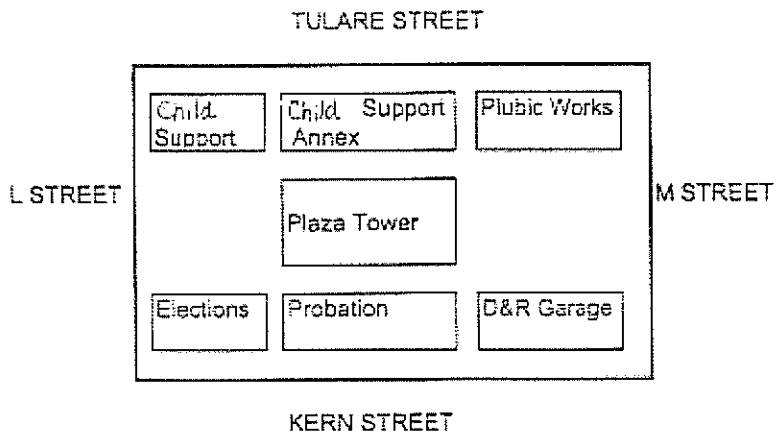 TULARE STREET
Child Support
Child Support Annex
Plubic Works
L STREET
Plaza Tower
M STREET
Elections
Probation
D&R Garage
KERN STREET